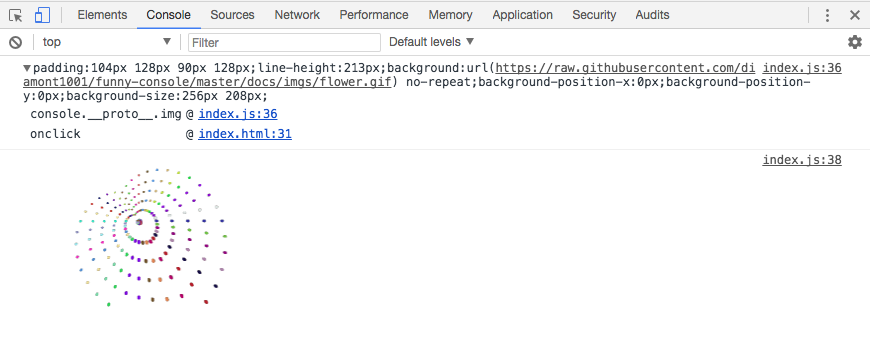 Elements Console Sources Network Performance Memory Application Security Audits
top Filter Default levels
padding:104px 128px 90px 128px;line-height:213px;background:url(https://raw.githubusercontent.com/di index.js:36
amont1001/funny-console/master/docs/imgs/flower.gif) no-repeat;background-position-x:0px;background-position-
y:0px;background-size:256px 208px;
console.__proto__.img @ index.js:36
onclick @ index.html:31
index.js:38